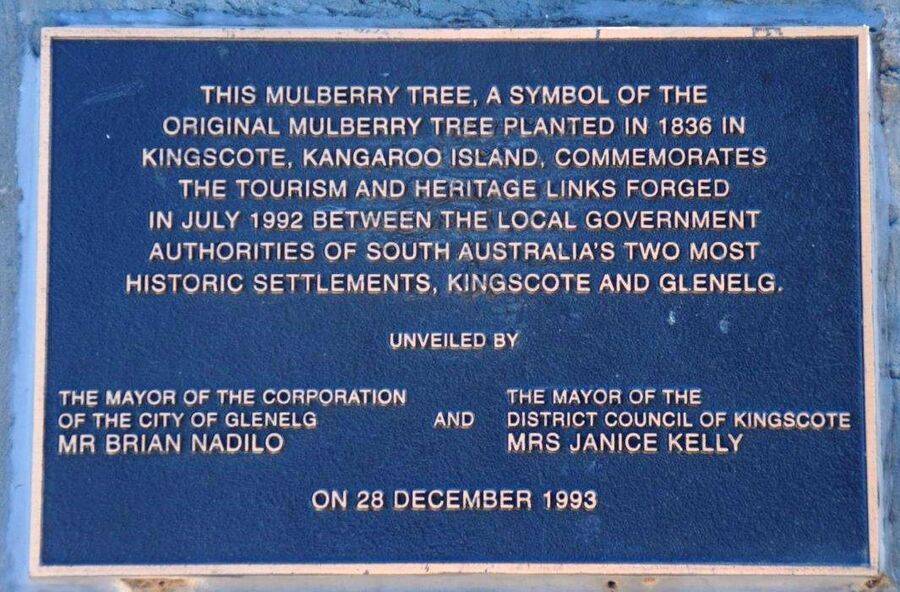 THIS MULBERRY TREE, A SYMBOL OF THE
ORIGINAL MULBERRY TREE PLANTED IN 1836 IN
KINGSCOTE, KANGAROO ISLAND, COMMEMORATES
THE TOURISM AND HERITAGE LINKS FORGED
IN JULY 1992 BETWEEN THE LOCAL GOVERNMENT
AUTHORITIES OF SOUTH AUSTRALIA'S TWO MOST
HISTORIC SETTLEMENTS, KINGSCOTE AND GLENELG.
UNVEILED BY
THE MAYOR OF THE CORPORATION
OF THE CITY OF GLENELG
MR BRIAN NADILO
AND
THE MAYOR OF THE
DISTRICT COUNCIL OF KINGSCOTE
MRS JANICE KELLY
ON 28 DECEMBER 1993